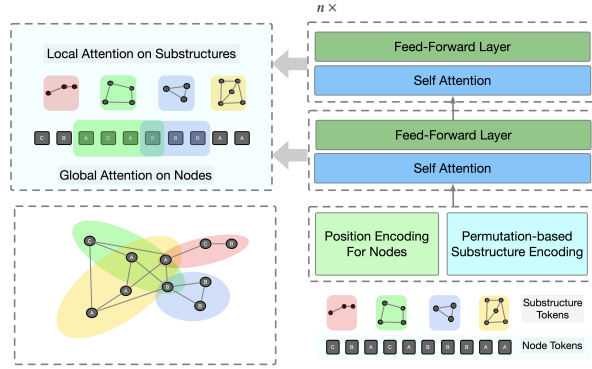 n ×
Local Attention on Substructures
C B A C A B B B A A
Global Attention on Nodes
Feed-Forward Layer
Self Attention
Feed-Forward Layer
Self Attention
Position Encoding
For Nodes
Permutation-based
Substructure Encoding
Substructure
Tokens
C B A C A B B B A A
Node Tokens
C
A
A
C
B
A
B
B
A
B